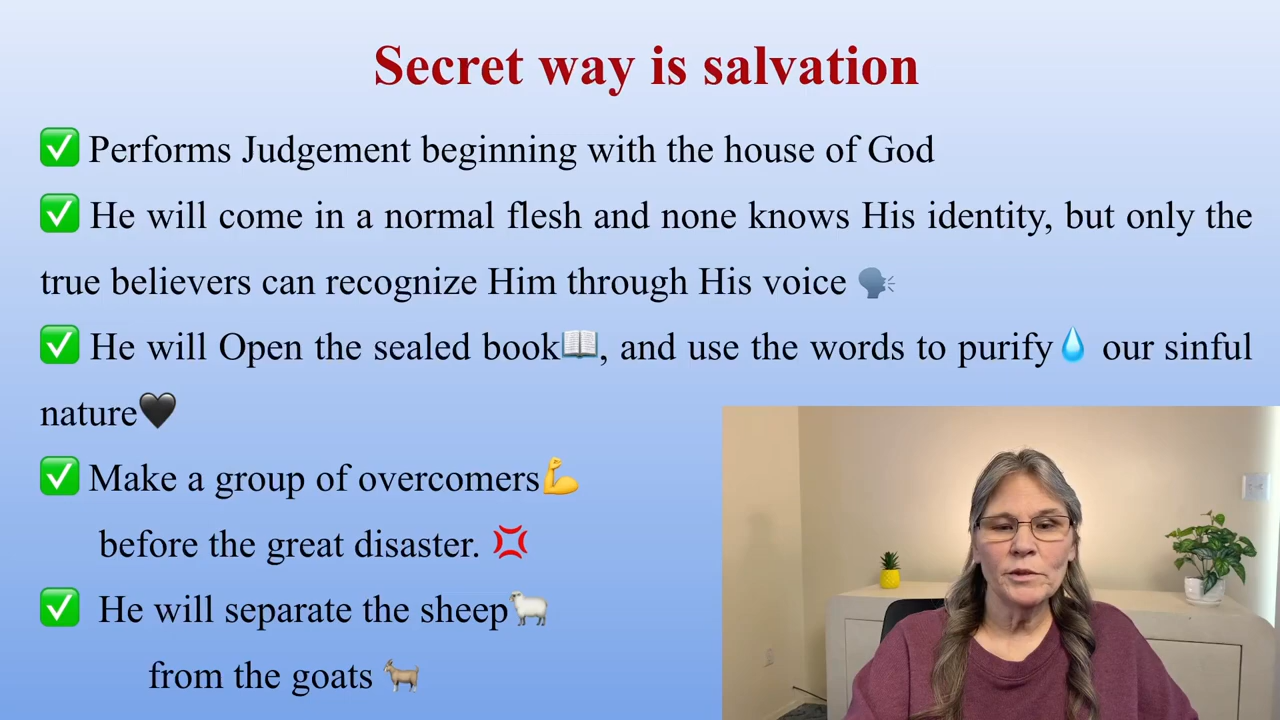 Secret way is salvation
✅ Performs Judgement beginning with the house of God
✅ He will come in a normal flesh and none knows His identity, but only the
true believers can recognize Him through His voice 🗣️
✅ He will Open the sealed book📖, and use the words to purify💧 our sinful
nature🖤
✅ Make a group of overcomers💪
before the great disaster. 💢
✅ He will separate the sheep🐑
from the goats 🐐